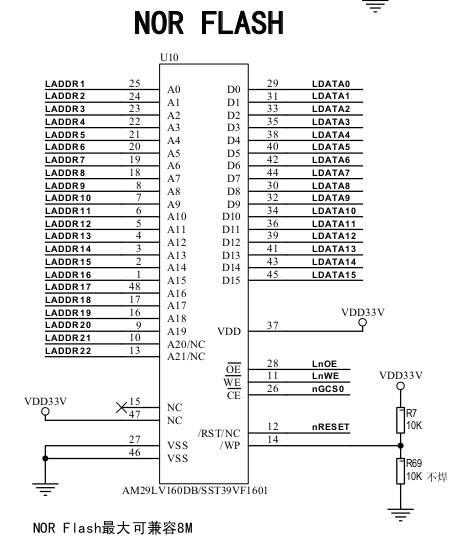 NOR FLASH
U10
LADDR1 25 A0 D0 29 LDATA0
LADDR2 24 A1 D1 31 LDATA1
LADDR3 23 A2 D2 33 LDATA2
LADDR4 22 A3 D3 35 LDATA3
LADDR5 21 A4 D4 38 LDATA4
LADDR6 20 A5 D5 40 LDATA5
LADDR7 19 A6 D6 42 LDATA6
LADDR8 18 A7 D7 44 LDATA7
LADDR9 8 A8 D8 30 LDATA8
LADDR10 7 A9 D9 32 LDATA9
LADDR11 6 A10 D10 34 LDATA10
LADDR12 5 A11 D11 36 LDATA11
LADDR13 4 A12 D12 39 LDATA12
LADDR14 3 A13 D13 41 LDATA13
LADDR15 2 A14 D14 43 LDATA14
LADDR16 1 A15 D15 45 LDATA15
LADDR17 48 A16
LADDR18 17 A17
LADDR19 16 A18
LADDR20 9 A19 VDD 37 VDD33V
LADDR21 10 A20/NC
LADDR22 13 A21/NC
OE 28 LnOE
WE 11 LnWE
CE 26 nGCS0
VDD33V
VDD33V
15 NC
47 NC
R7
10K
/RST/NC 12 nRESET
27 VSS /WP 14
46 VSS
R69
10K 不焊
AM29LV160DB/SST39VF1601
NOR Flash最大可兼容8M